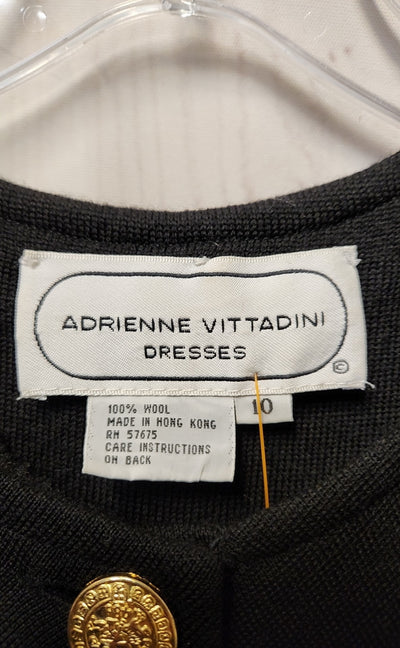 ADRIENNE VITTADINI
DRESSES
©
100% WOOL
MADE IN HONG KONG
RN 57675
CARE INSTRUCTIONS
ON BACK
10